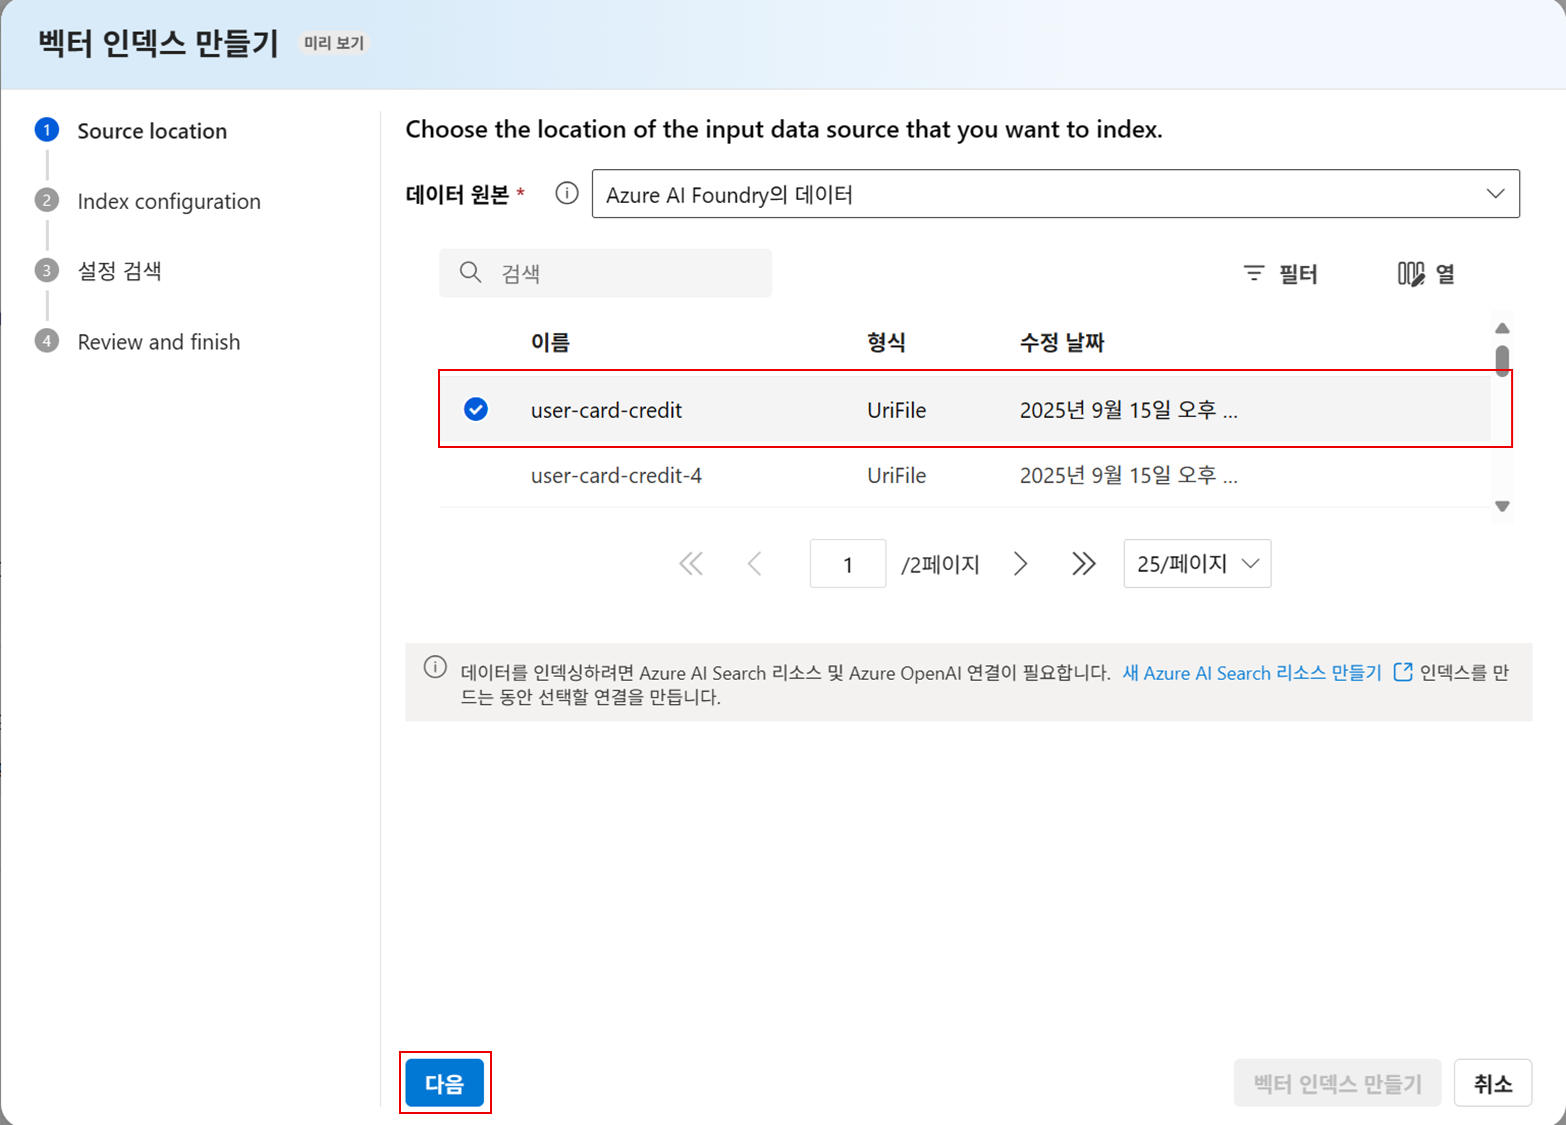 벡터 인덱스 만들기 미리 보기
1 Source location
2 Index configuration
3 설정 검색
4 Review and finish
Choose the location of the input data source that you want to index.
데이터 원본 * Azure AI Foundry의 데이터
검색 필터 열
이름 형식 수정 날짜
user-card-credit UriFile 2025년 9월 15일 오후 ...
user-card-credit-4 UriFile 2025년 9월 15일 오후 ...
1 /2페이지 25/페이지
데이터를 인덱싱하려면 Azure AI Search 리소스 및 Azure OpenAI 연결이 필요합니다. 새 Azure AI Search 리소스 만들기 인덱스를 만
드는 동안 선택할 연결을 만듭니다.
다음 벡터 인덱스 만들기 취소